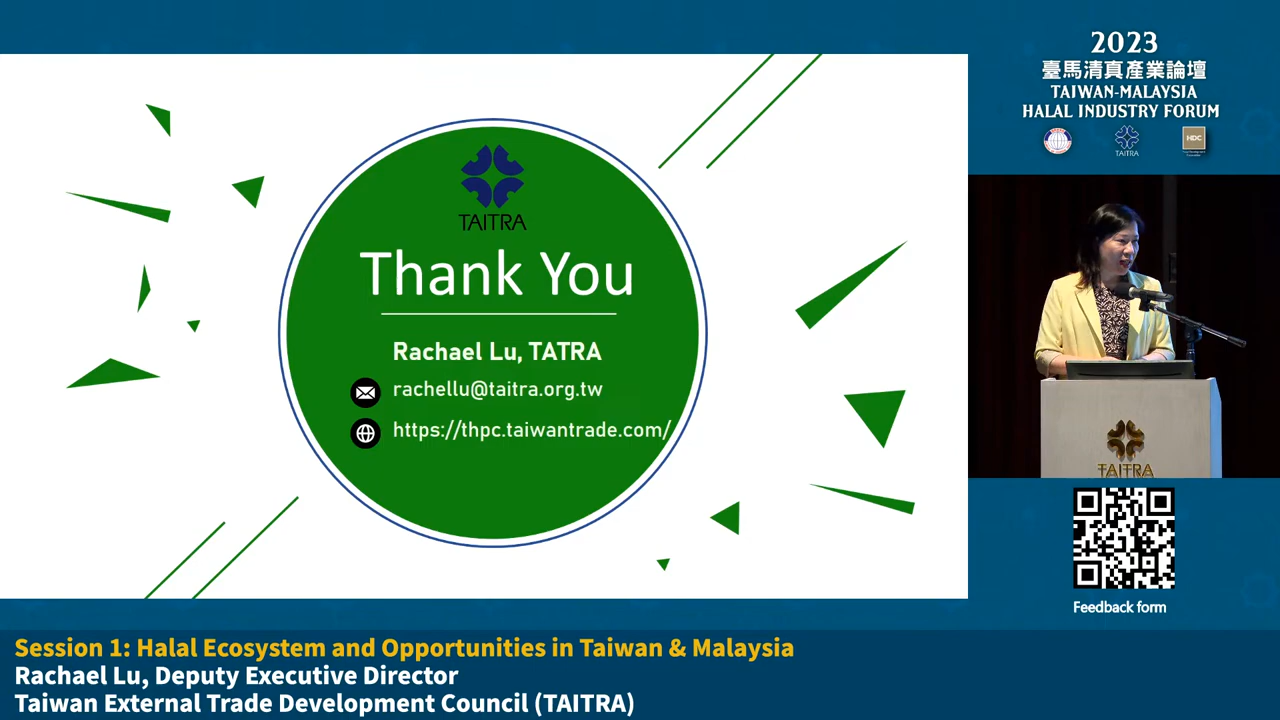 2023
臺馬清真產業論壇
TAIWAN-MALAYSIA
HALAL INDUSTRY FORUM
TAITRA
HDC
TAITRA
Thank You
Rachael Lu, TATRA
rachellu@taitra.org.tw
https://thpc.taiwantrade.com/
TAITRA
Feedback form
Session 1: Halal Ecosystem and Opportunities in Taiwan & Malaysia
Rachael Lu, Deputy Executive Director
Taiwan External Trade Development Council (TAITRA)